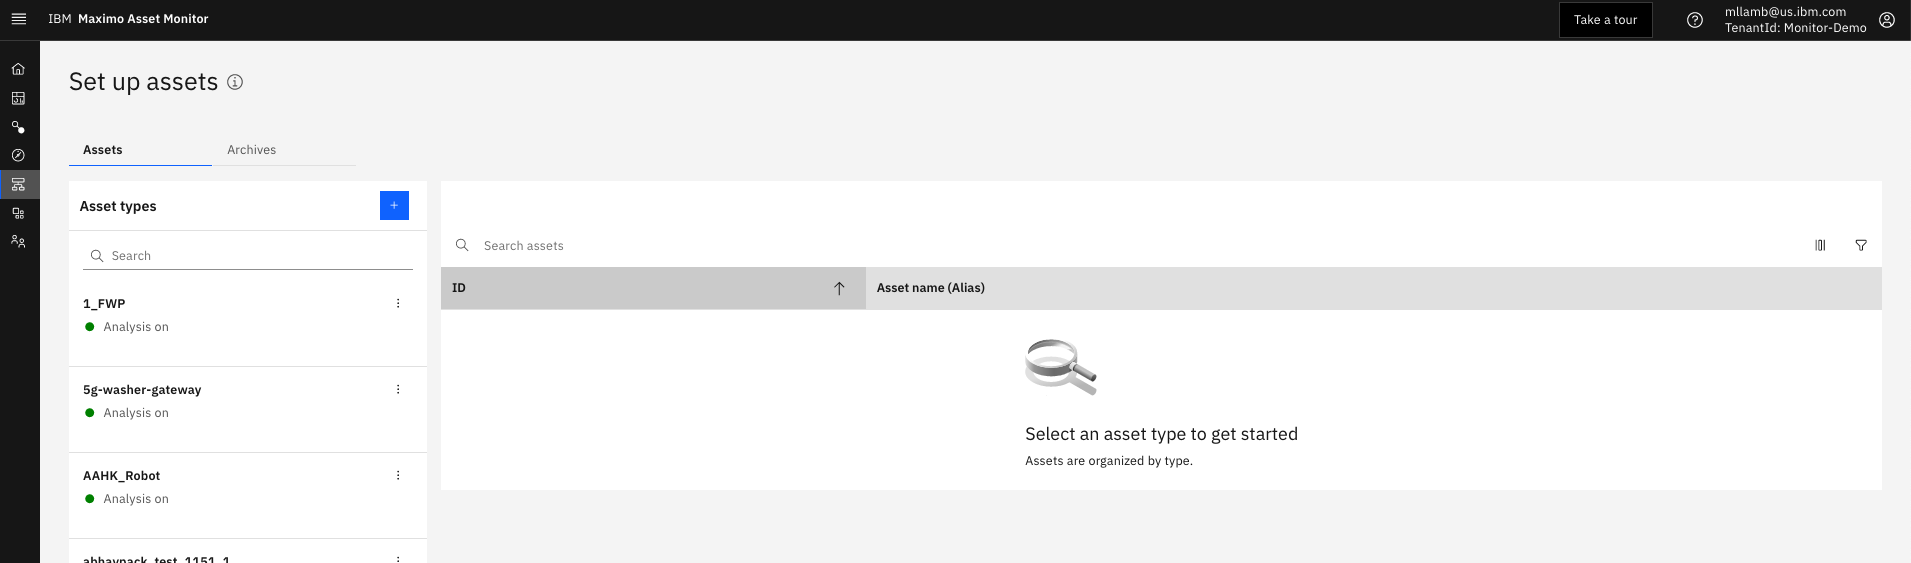 IBM Maximo Asset Monitor
Take a tour
mllamb@us.ibm.com
TenantId: Monitor-Demo
Set up assets
Assets
Archives
Asset types
+
Search
1_FWP
Analysis on
5g-washer-gateway
Analysis on
AAHK_Robot
Analysis on
abhaypack_test_1151_1
Search assets
ID
Asset name (Alias)
Select an asset type to get started
Assets are organized by type.